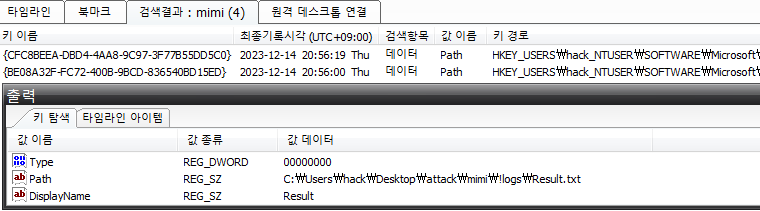 타임라인 북마크 검색결과 : mimi (4) 원격 데스크톱 연결
키 이름 최종기록시각 (UTC+09:00) 검색항목 값 이름 키 경로
{CFC8BEEA-DBD4-4AA8-9C97-3F77B55DD5C0} 2023-12-14 20:56:19 Thu 데이터 Path HKEY_USERS₩hack_NTUSER₩SOFTWARE₩Microsoft₩
{BE08A32F-FC72-400B-9BCD-836540BD15ED} 2023-12-14 20:56:00 Thu 데이터 Path HKEY_USERS₩hack_NTUSER₩SOFTWARE₩Microsoft₩
출력
키 탐색 타임라인 아이템
값 이름 값 종류 값 데이터
Type REG_DWORD 00000000
Path REG_SZ C:₩Users₩hack₩Desktop₩attack₩mimi₩!logs₩Result.txt
DisplayName REG_SZ Result